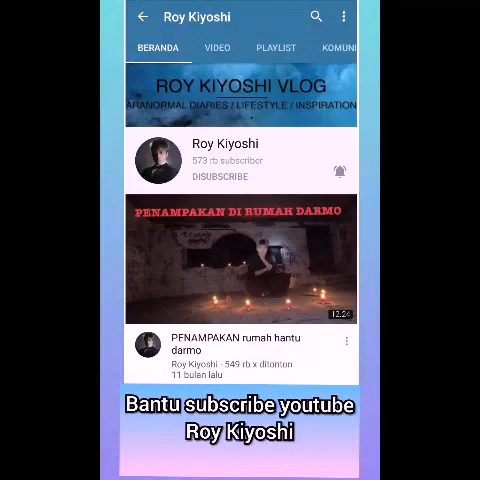 Roy Kiyoshi
BERANDA VIDEO PLAYLIST KOMUNI
ROY KIYOSHI VLOG
ARANORMAL DIARIES / LIFESTYLE / INSPIRATION
Roy Kiyoshi
573 rb subscriber
DISUBSCRIBE
PENAMPAKAN DI RUMAH DARMO
12.24
PENAMPAKAN rumah hantu
darmo
Roy Kiyoshi · 549 rb x ditonton
11 bulan lalu
Bantu subscribe youtube
Roy Kiyoshi